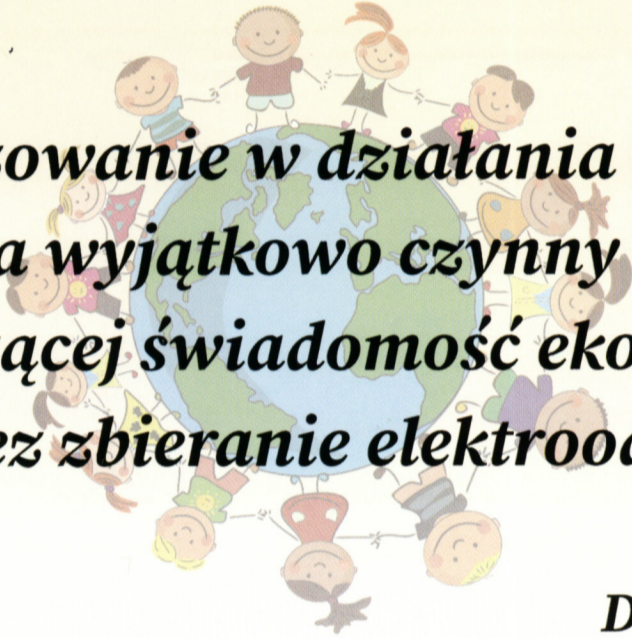 sowanie w działania
a wyjątkowo czynny
ącej świadomość eko
ez zbieranie elektrood
D